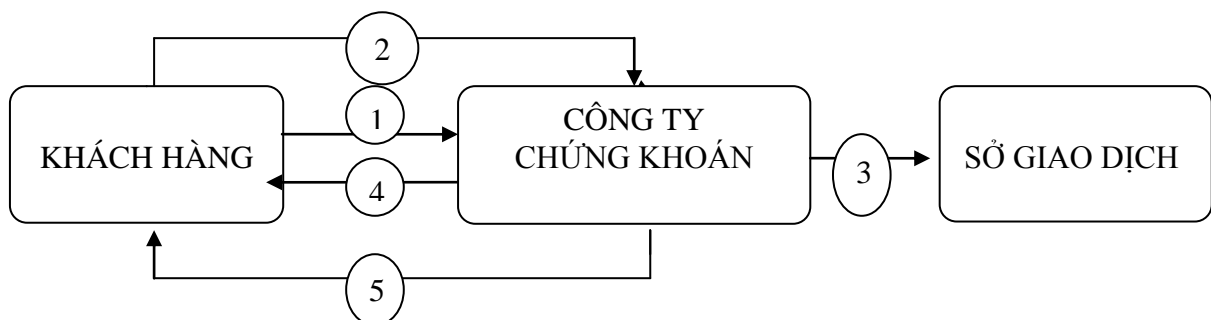 2
1
KHÁCH HÀNG
4
5
CÔNG TY
CHỨNG KHOÁN
3
SỞ GIAO DỊCH